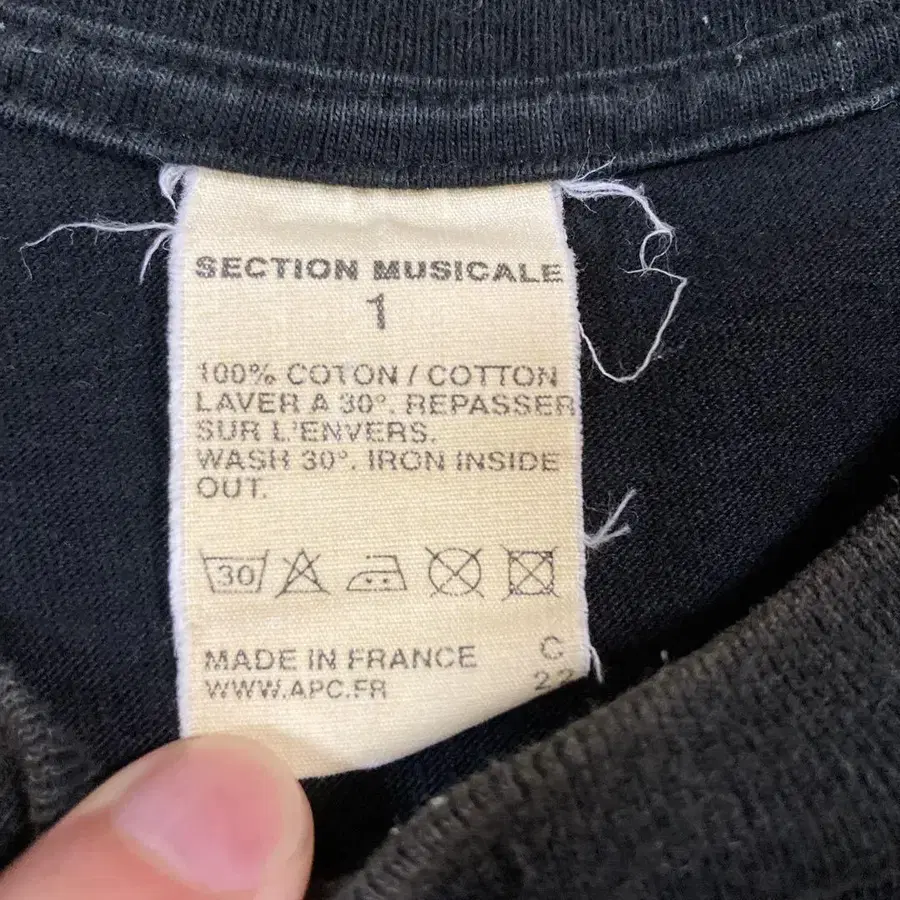 SECTION MUSICALE
1
100% COTON / COTTON
LAVER A 30°. REPASSER
SUR L'ENVERS.
WASH 30°. IRON INSIDE
OUT.
30
MADE IN FRANCE C
WWW.APC.FR 22